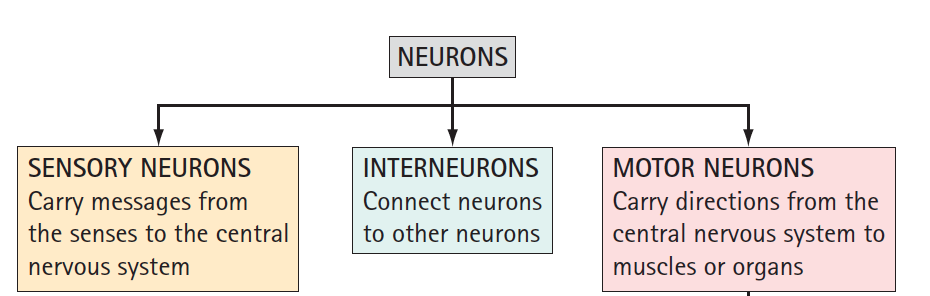 NEURONS
SENSORY NEURONS
Carry messages from
the senses to the central
nervous system
INTERNEURONS
Connect neurons
to other neurons
MOTOR NEURONS
Carry directions from the
central nervous system to
muscles or organs